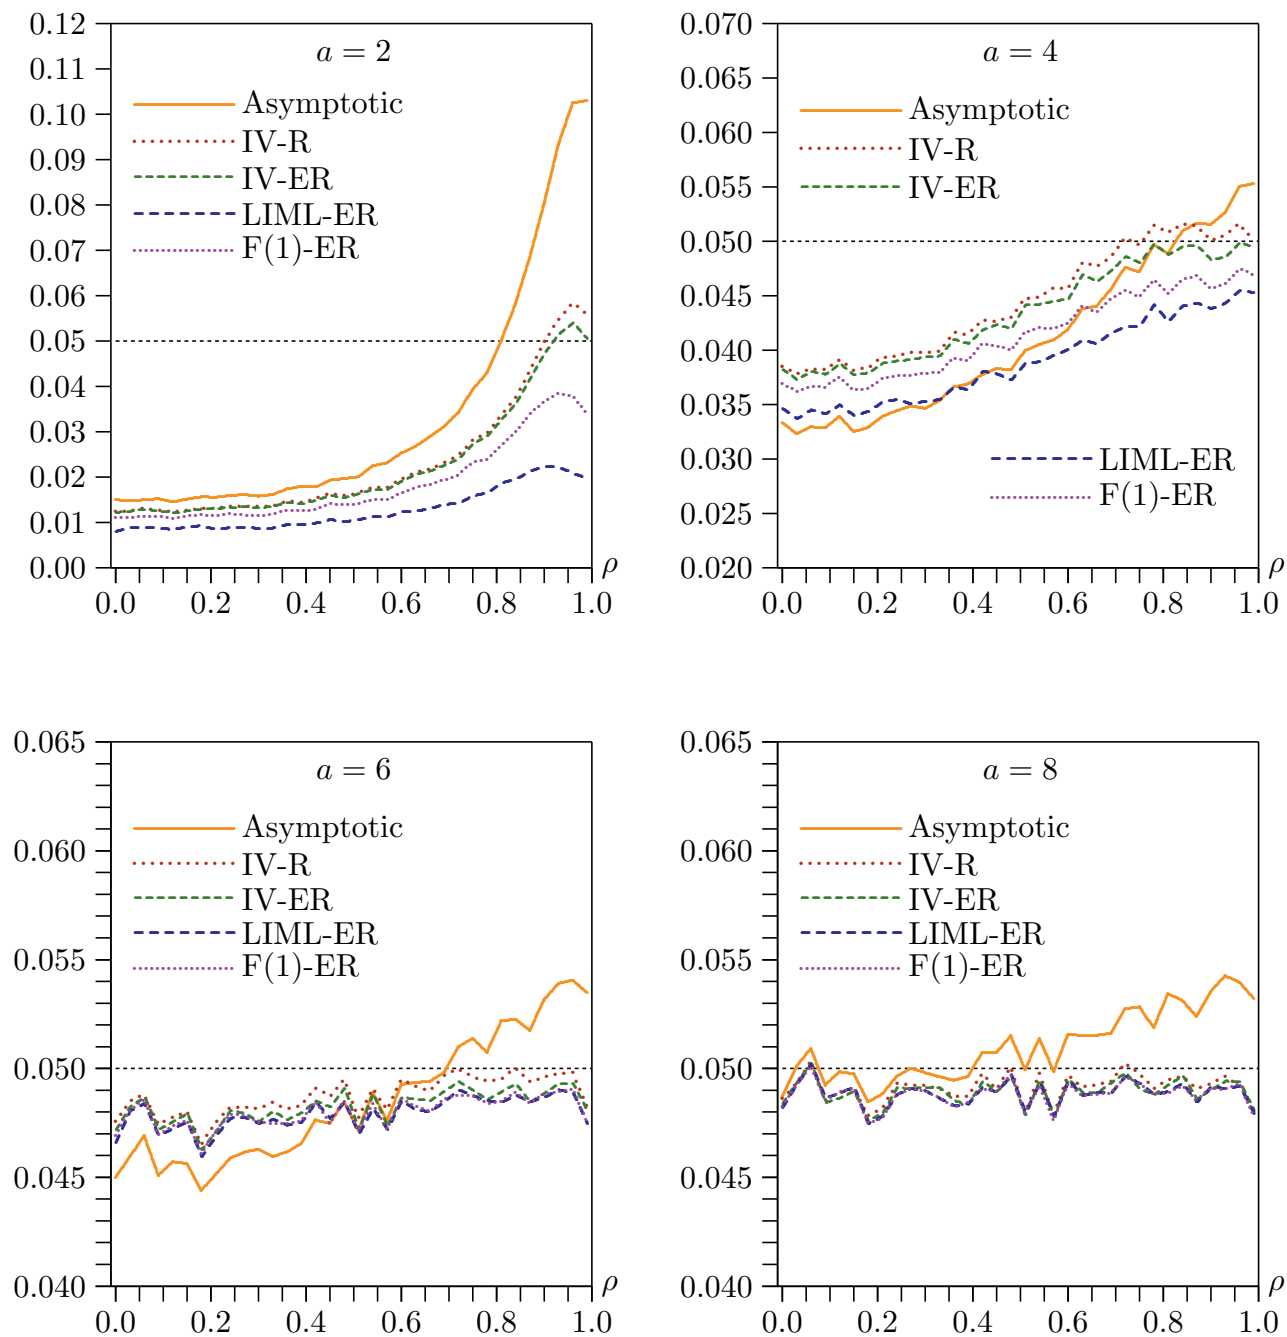 a = 2
0.12
0.11
0.10
0.09
0.08
0.07
0.06
0.05
0.04
0.03
0.02
0.01
0.00
Asymptotic
IV-R
IV-ER
LIML-ER
F(1)-ER
0.0 0.2 0.4 0.6 0.8 1.0
ρ
a = 4
0.070
0.065
0.060
0.055
0.050
0.045
0.040
0.035
0.030
0.025
0.020
Asymptotic
IV-R
IV-ER
LIML-ER
F(1)-ER
0.0 0.2 0.4 0.6 0.8 1.0
ρ
a = 6
0.065
0.060
0.055
0.050
0.045
0.040
Asymptotic
IV-R
IV-ER
LIML-ER
F(1)-ER
0.0 0.2 0.4 0.6 0.8 1.0
ρ
a = 8
0.065
0.060
0.055
0.050
0.045
0.040
Asymptotic
IV-R
IV-ER
LIML-ER
F(1)-ER
0.0 0.2 0.4 0.6 0.8 1.0
ρ